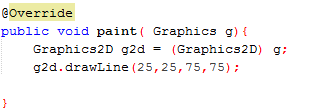 @Override
public void paint( Graphics g){
    Graphics2D g2d = (Graphics2D) g;
    g2d.drawLine(25,25,75,75);
}